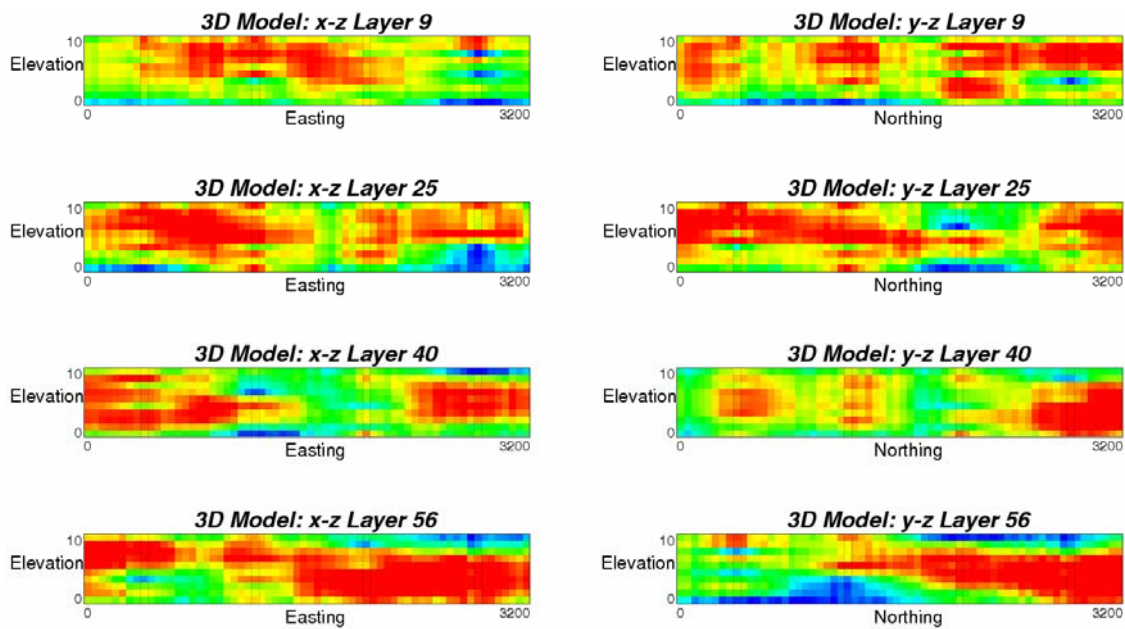 3D Model: x-z Layer 9
10
Elevation
0
0
3200
Easting
3D Model: y-z Layer 9
10
Elevation
0
0
3200
Northing
3D Model: x-z Layer 25
10
Elevation
0
0
3200
Easting
3D Model: y-z Layer 25
10
Elevation
0
0
3200
Northing
3D Model: x-z Layer 40
10
Elevation
0
0
3200
Easting
3D Model: y-z Layer 40
10
Elevation
0
0
3200
Northing
3D Model: x-z Layer 56
10
Elevation
0
0
3200
Easting
3D Model: y-z Layer 56
10
Elevation
0
0
3200
Northing